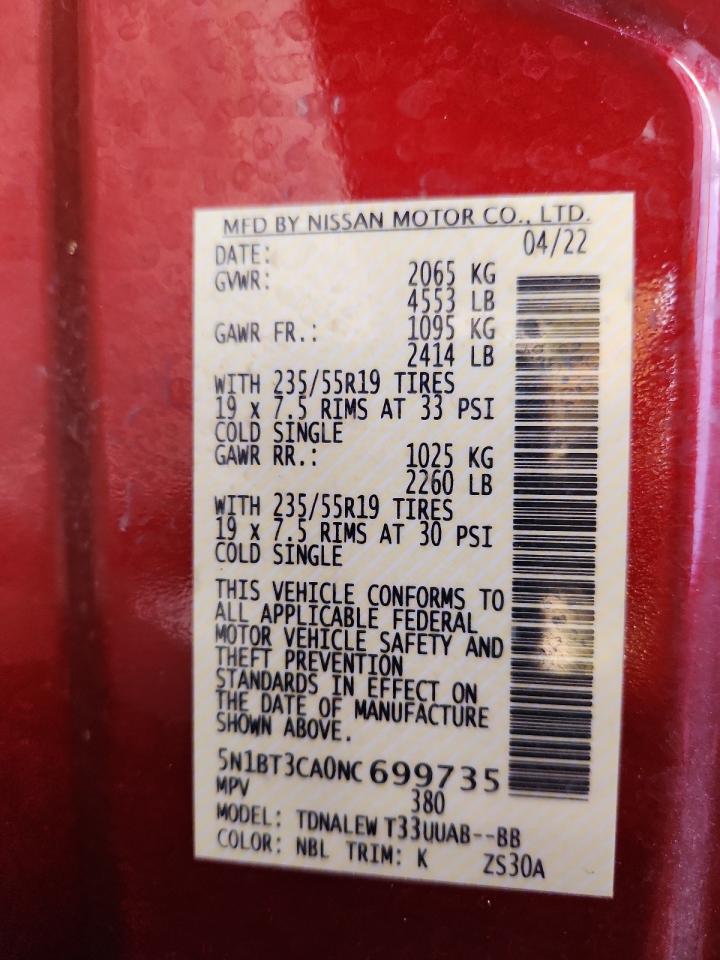 MFD BY NISSAN MOTOR CO., LTD.
DATE: 04/22
GVWR: 2065 KG
4553 LB
GAWR FR.: 1095 KG
2414 LB
WITH 235/55R19 TIRES
19 x 7.5 RIMS AT 33 PSI
COLD SINGLE
GAWR RR.: 1025 KG
2260 LB
WITH 235/55R19 TIRES
19 x 7.5 RIMS AT 30 PSI
COLD SINGLE
THIS VEHICLE CONFORMS TO
ALL APPLICABLE FEDERAL
MOTOR VEHICLE SAFETY AND
THEFT PREVENTION
STANDARDS IN EFFECT ON
THE DATE OF MANUFACTURE
SHOWN ABOVE.
5N1BT3CA0NC699735
MPV 380
MODEL: TDNALEW T33UUAB--BB
COLOR: NBL TRIM: K ZS30A